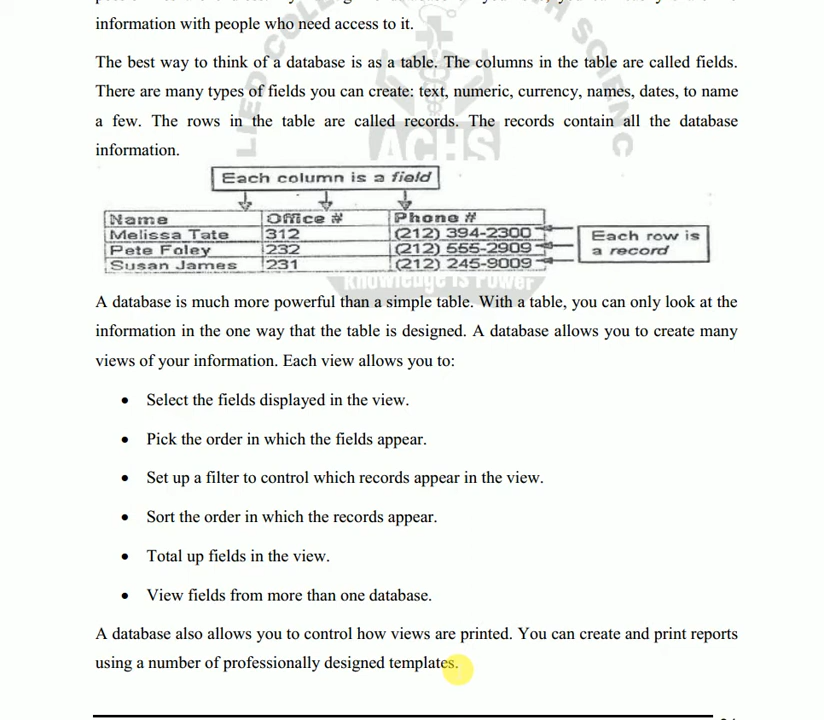 information with people who need access to it.
The best way to think of a database is as a table. The columns in the table are called fields.
There are many types of fields you can create: text, numeric, currency, names, dates, to name
a few. The rows in the table are called records. The records contain all the database
information.
ACHS
Each column is a field
Name Office # Phone #
Melissa Tate 312 (212) 394-2300
Pete Foley 232 (212) 555-2909
Susan James 231 (212) 245-9009
Each row is
a record
Knowledge is Power
A database is much more powerful than a simple table. With a table, you can only look at the
information in the one way that the table is designed. A database allows you to create many
views of your information. Each view allows you to:
• Select the fields displayed in the view.
• Pick the order in which the fields appear.
• Set up a filter to control which records appear in the view.
• Sort the order in which the records appear.
• Total up fields in the view.
• View fields from more than one database.
A database also allows you to control how views are printed. You can create and print reports
using a number of professionally designed templates.